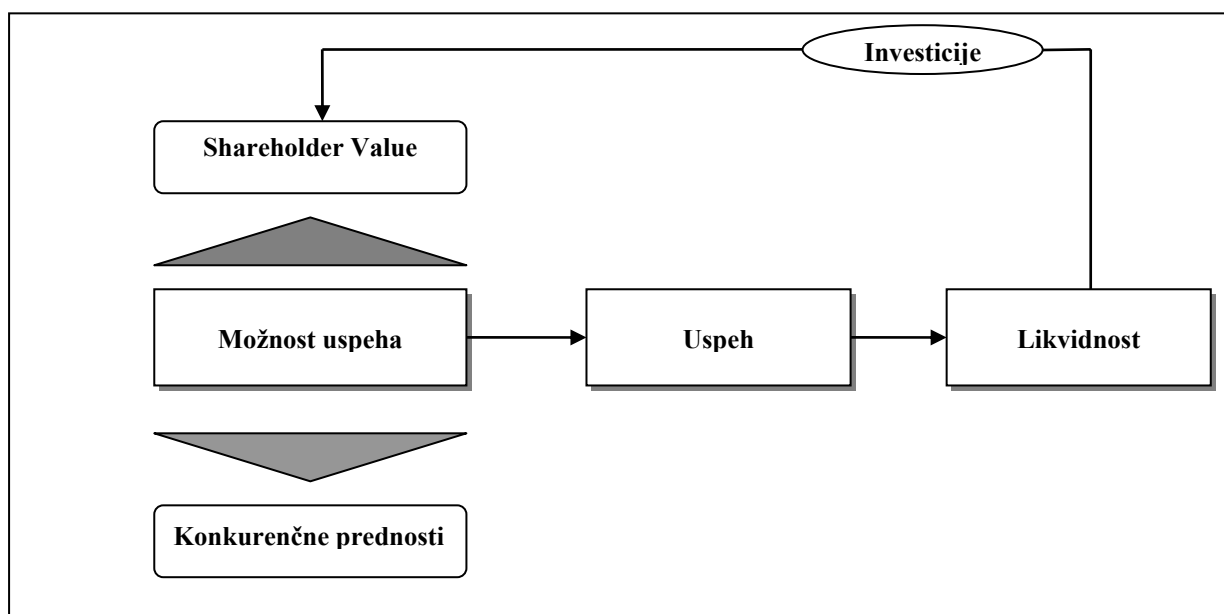 Investicije
Shareholder Value
Možnost uspeha
Uspeh
Likvidnost
Konkurenčne prednosti